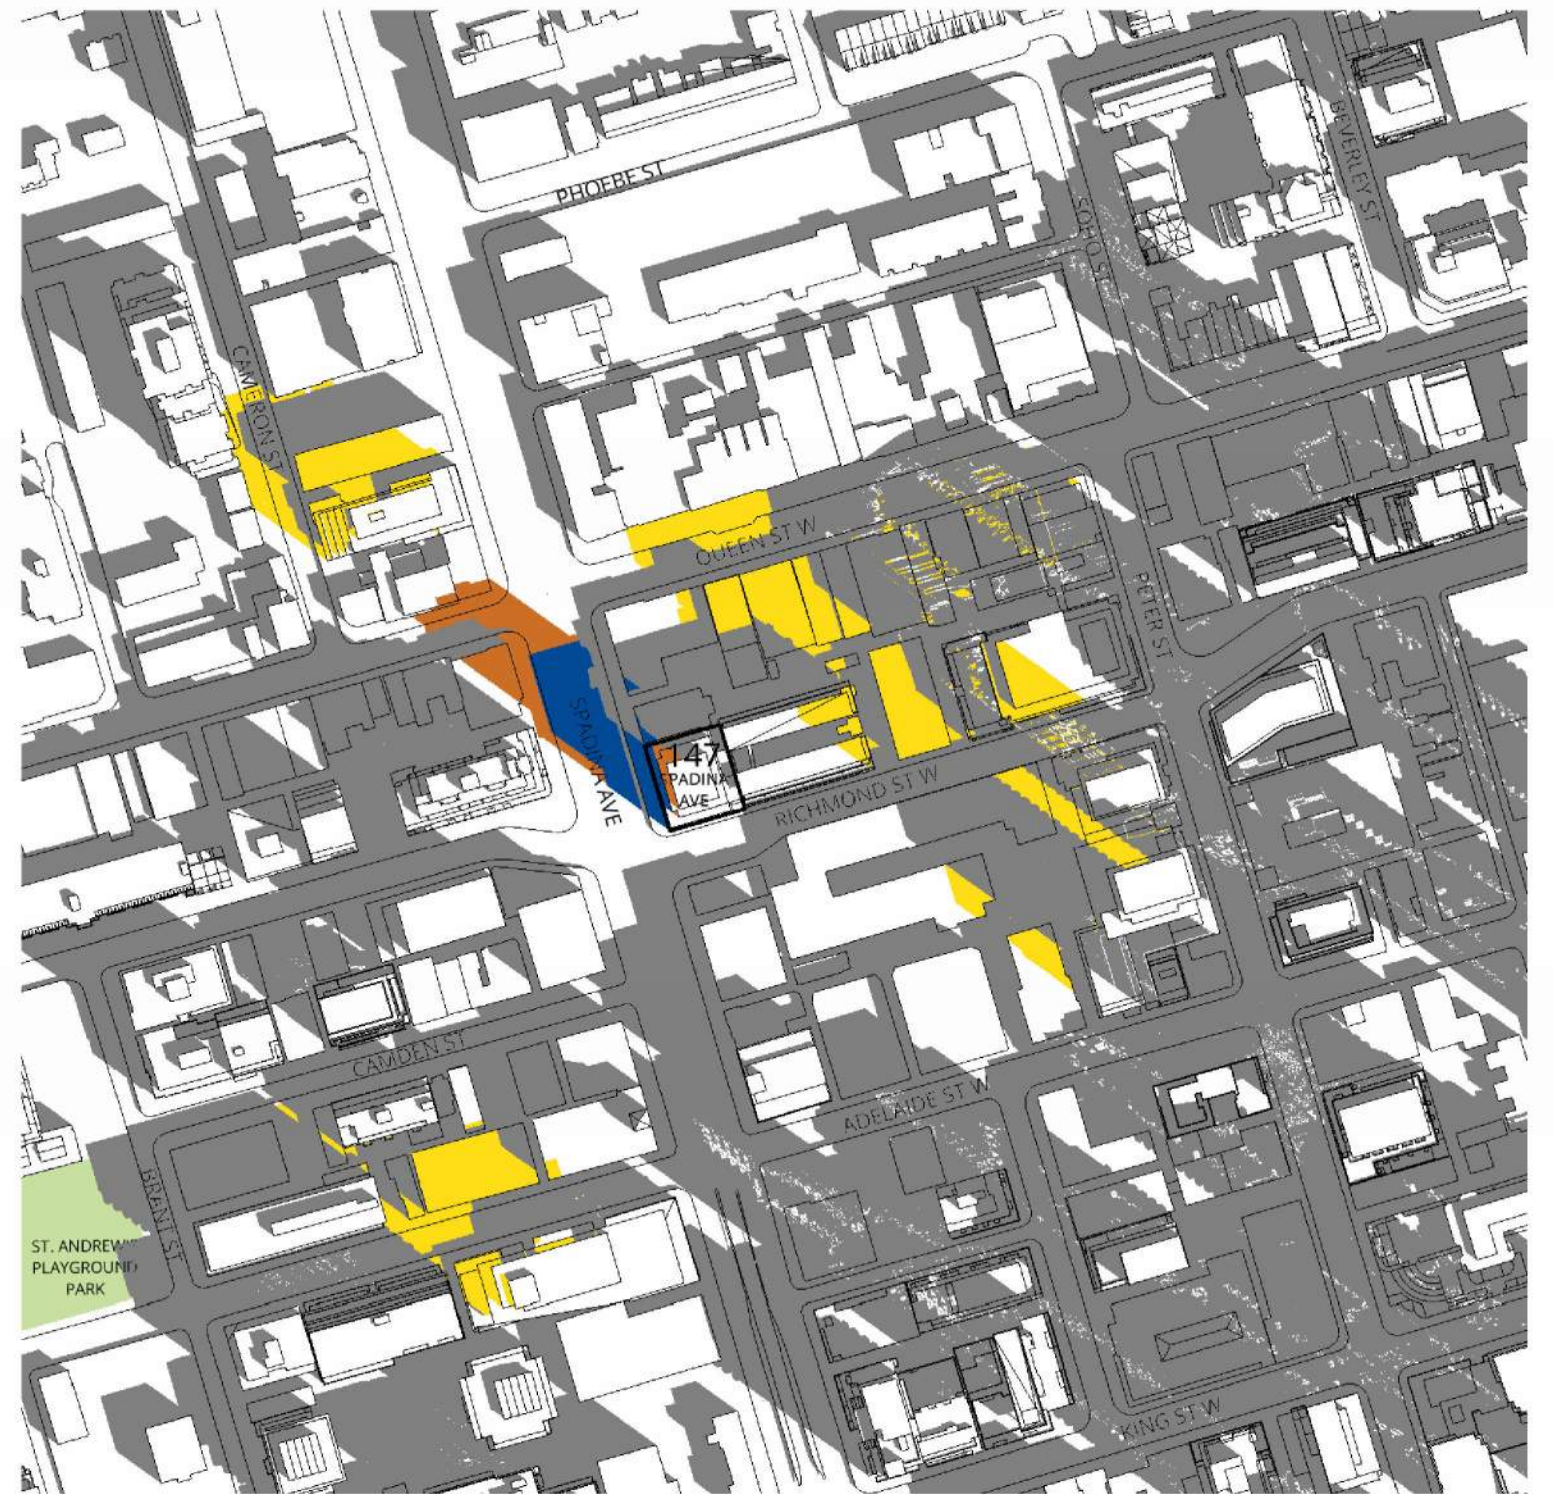 PHOEBE ST
SOHO ST
BEVERLEY ST
CAMERON ST
QUEEN ST W
PETER ST
SPADINA AVE
147
SPADINA
AVE
RICHMOND ST W
CAMDEN ST
ADELAIDE ST W
BRANT ST
ST. ANDREW'S
PLAYGROUND
PARK
KING ST W